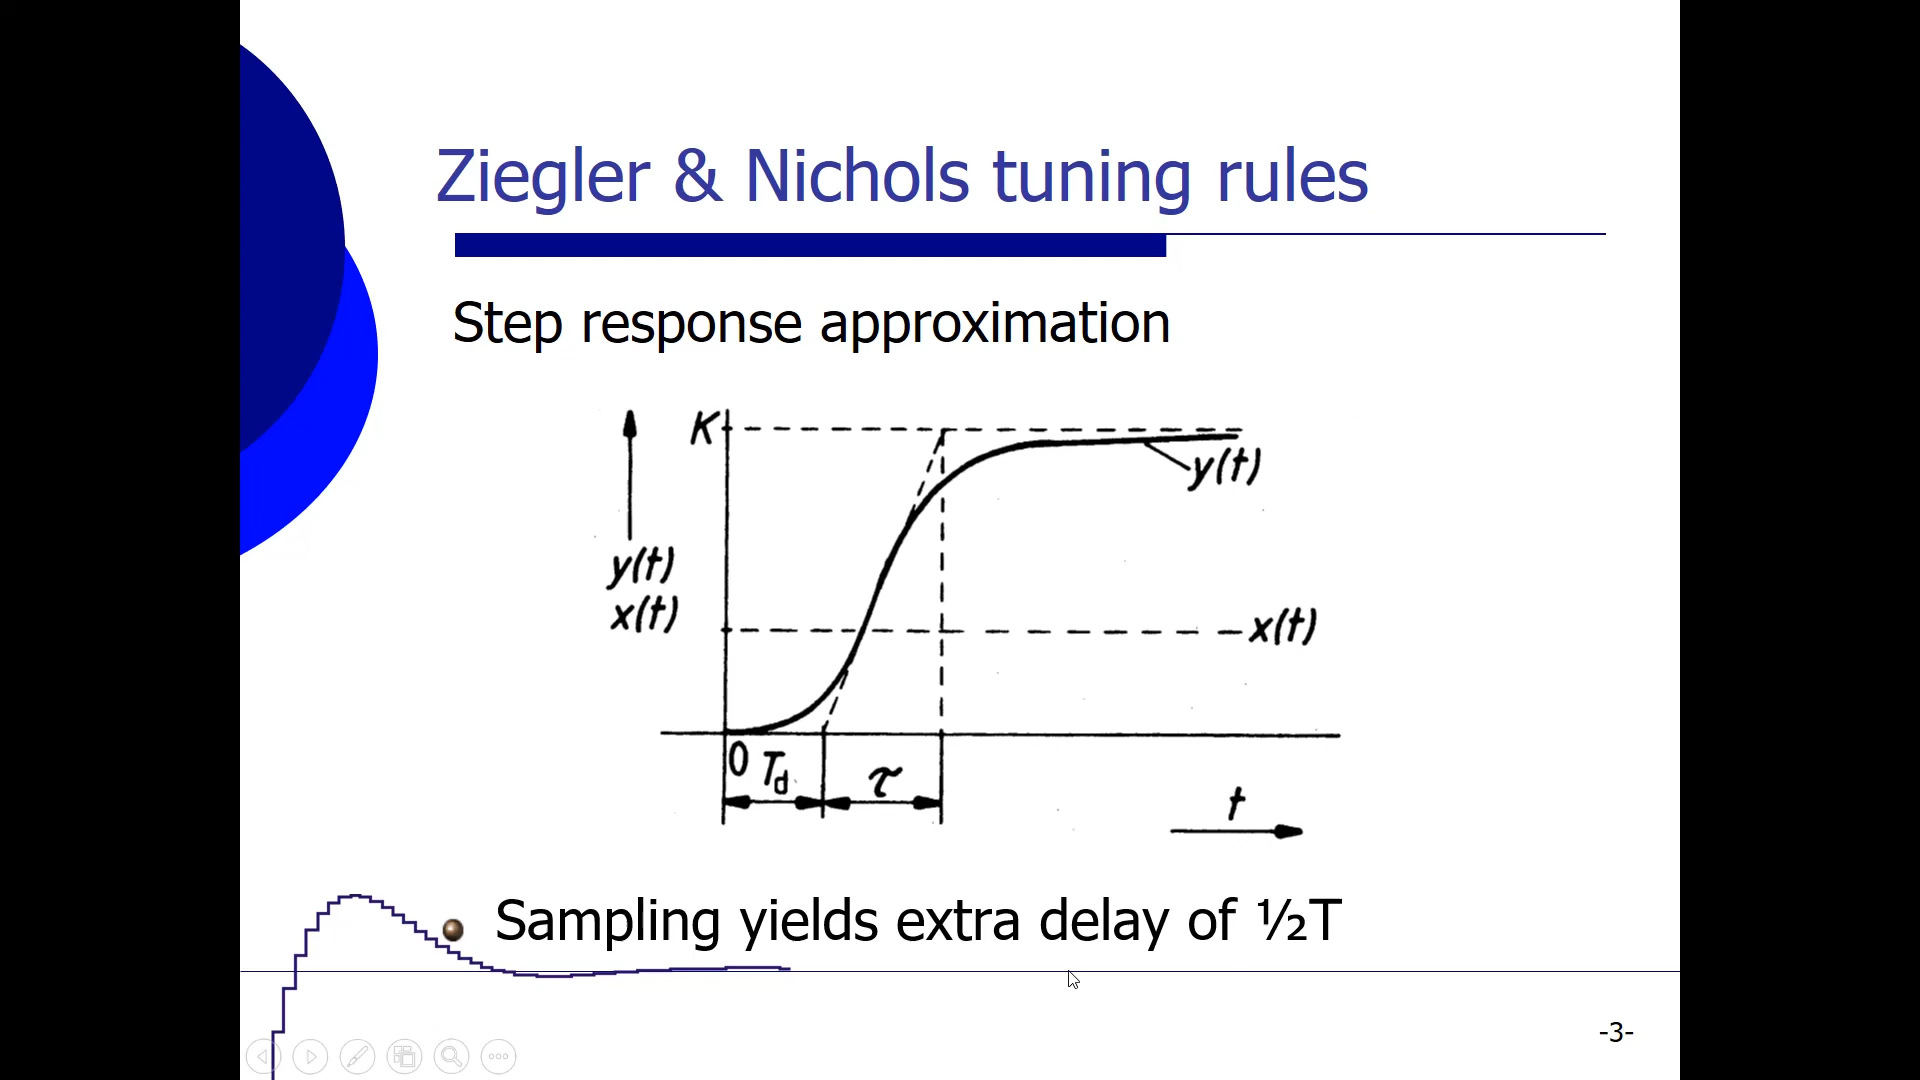 Ziegler & Nichols tuning rules
Step response approximation
K
y(t)
y(t)
x(t)
x(t)
0 Td
τ
t
Sampling yields extra delay of ½T
-3-